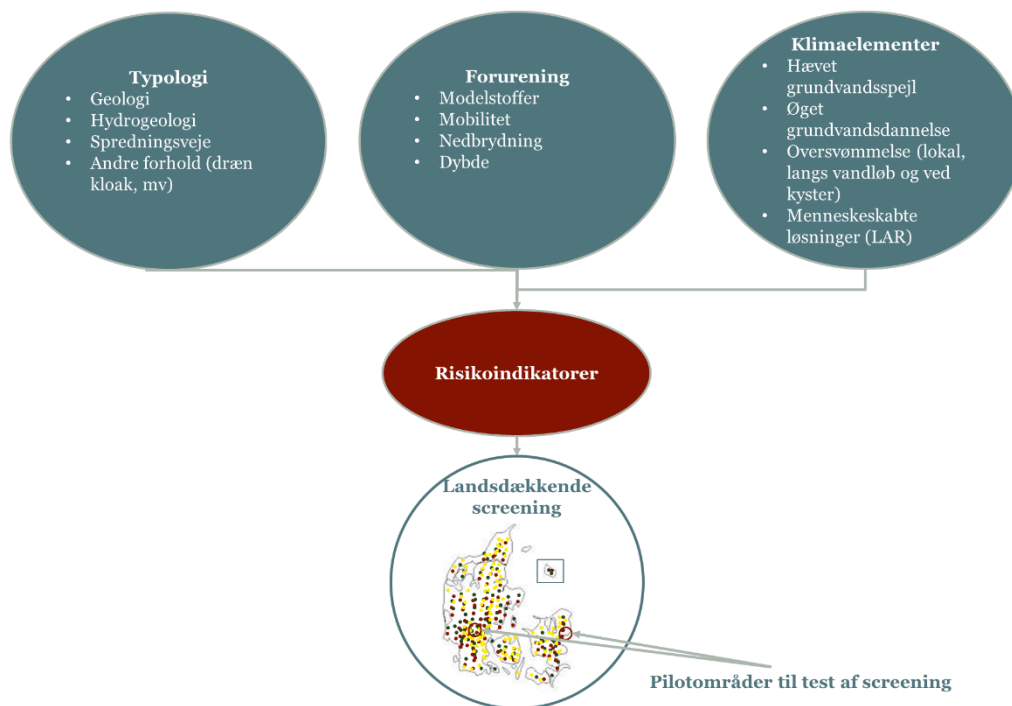 Typologi
• Geologi
• Hydrogeologi
• Spredningsveje
• Andre forhold (dræn
kloak, mv)
Forurening
• Modelstoffer
• Mobilitet
• Nedbrydning
• Dybde
Klimaelementer
• Hævet
grundvandsspejl
• Øget
grundvandsdannelse
• Oversvømmelse (lokal,
langs vandløb og ved
kyster)
• Menneskeskabte
løsninger (LAR)
Risikoindikatorer
Landsdækkende
screening
Pilotområder til test af screening